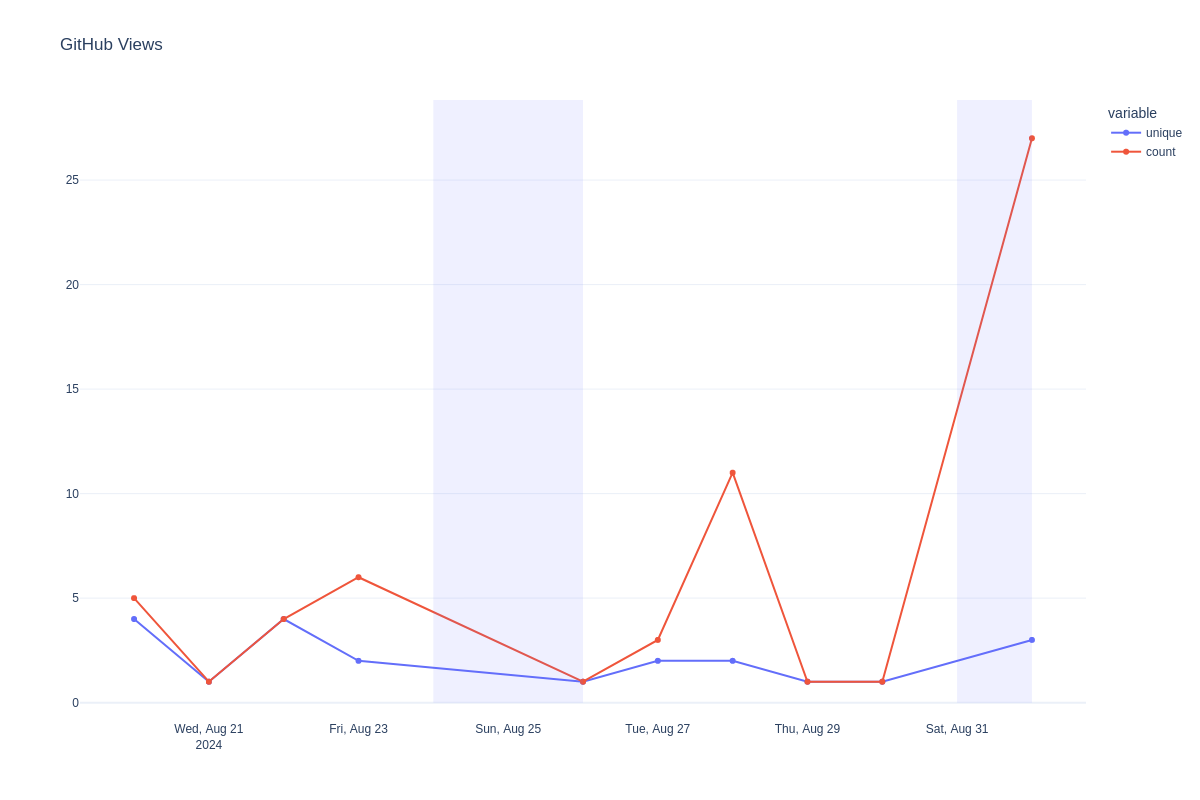 GitHub Views
variable
unique
count
25
20
15
10
5
0
Wed, Aug 21
2024
Fri, Aug 23
Sun, Aug 25
Tue, Aug 27
Thu, Aug 29
Sat, Aug 31